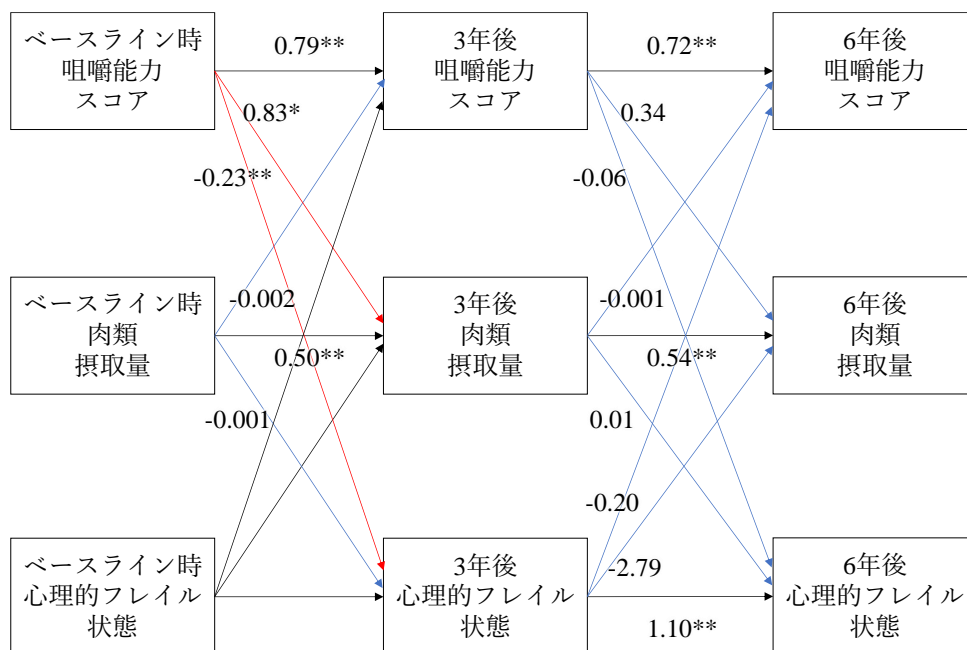 ベースライン時
咀嚼能力
スコア
0.79**
3年後
咀嚼能力
スコア
0.72**
6年後
咀嚼能力
スコア
0.83*
0.34
-0.23**
-0.06
ベースライン時
肉類
摂取量
-0.002
0.50**
3年後
肉類
摂取量
-0.001
0.54**
6年後
肉類
摂取量
-0.001
0.01
-0.20
ベースライン時
心理的フレイル
状態
3年後
心理的フレイル
状態
-2.79
1.10**
6年後
心理的フレイル
状態